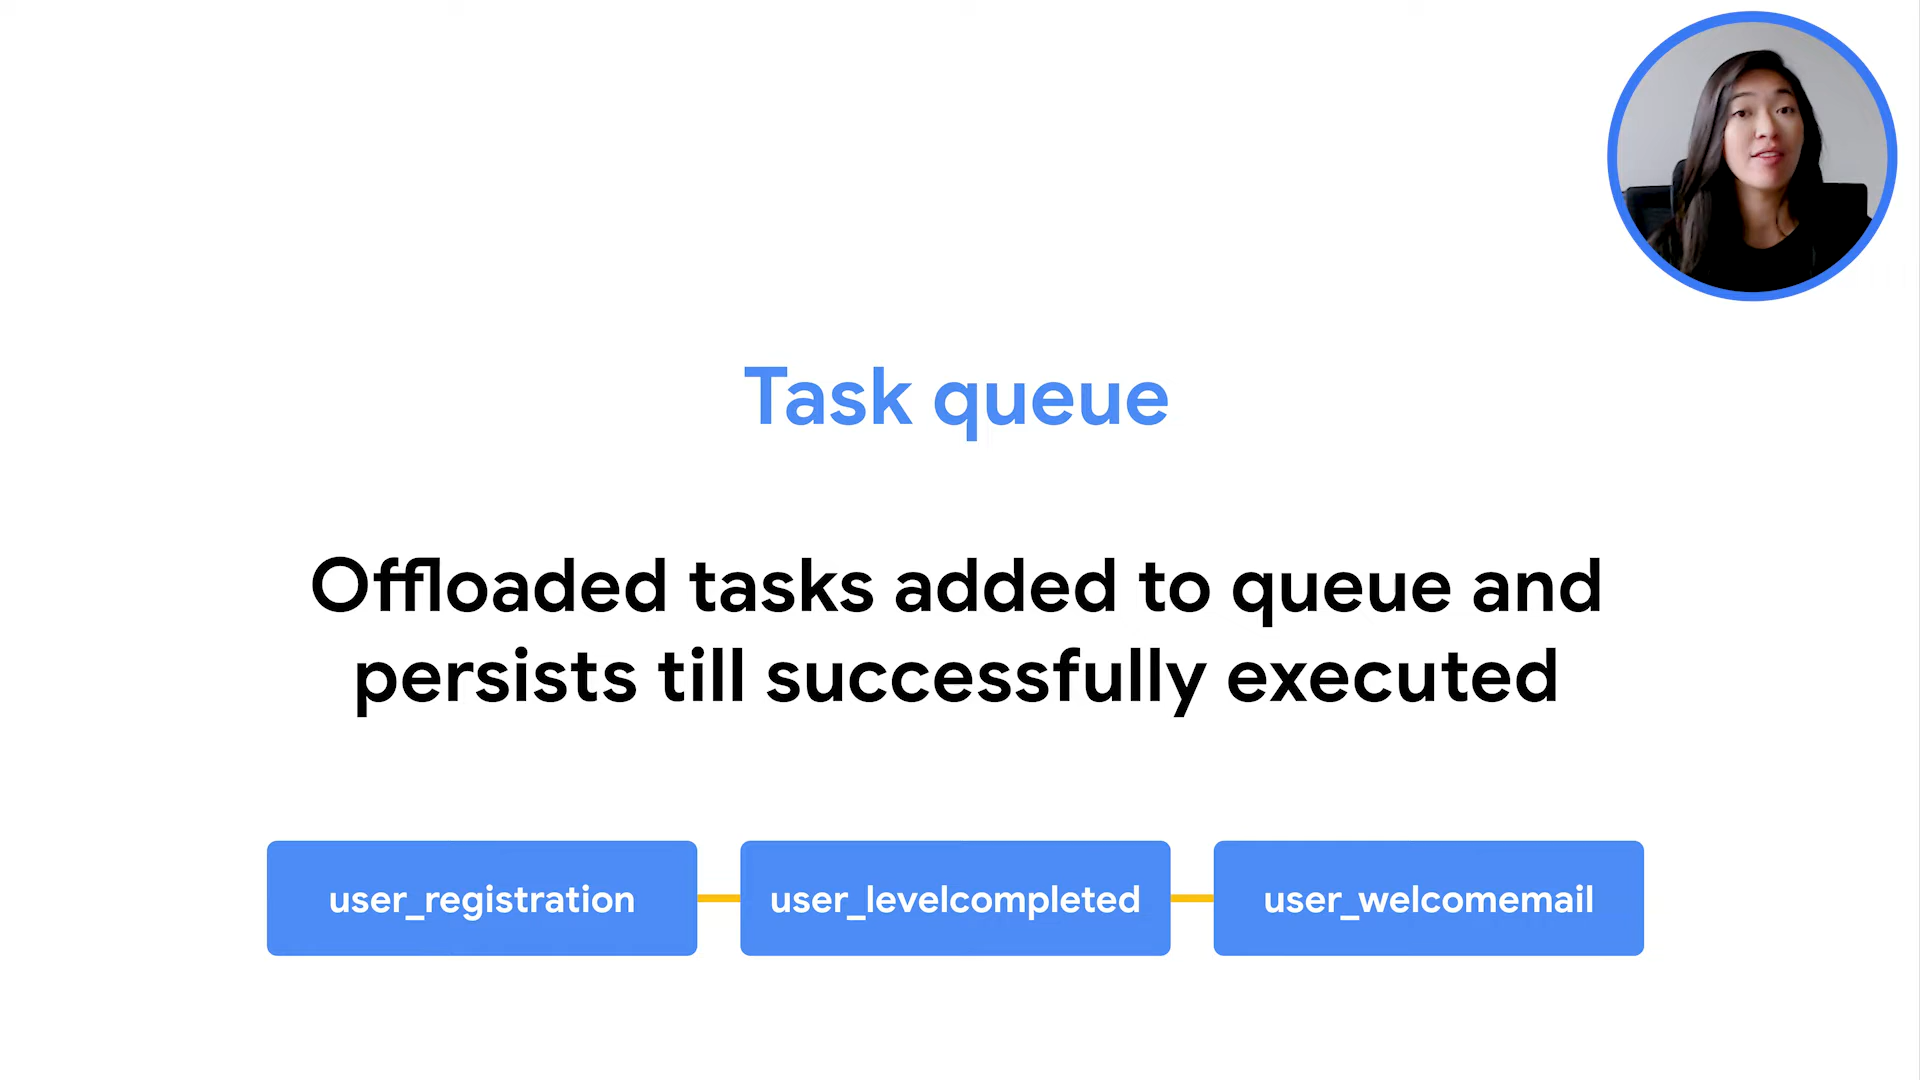 Task queue
Offloaded tasks added to queue and
persists till successfully executed
user_registration
user_levelcompleted
user_welcomemail